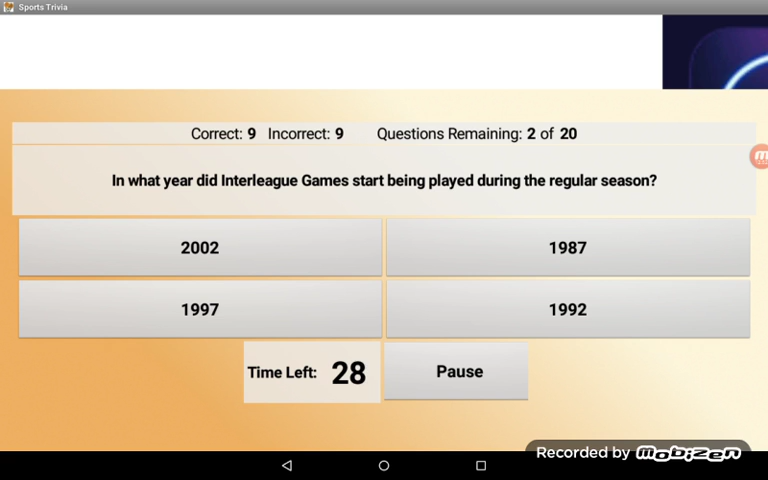 Sports Trivia
Correct: 9 Incorrect: 9 Questions Remaining: 2 of 20
In what year did Interleague Games start being played during the regular season?
2002 1987
1997 1992
Time Left: 28 Pause
Recorded by mobizen